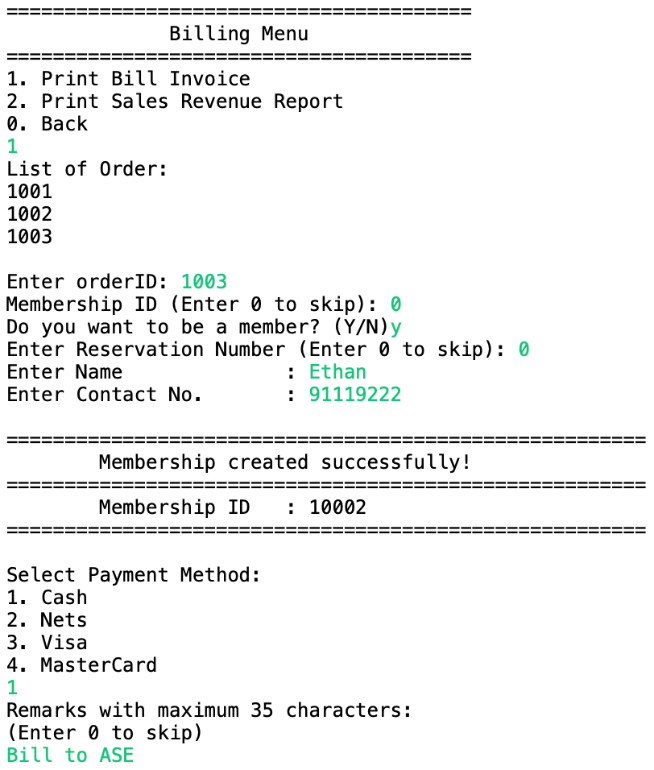 ========================================
Billing Menu
========================================
1. Print Bill Invoice
2. Print Sales Revenue Report
0. Back
1
List of Order:
1001
1002
1003
Enter orderID: 1003
Membership ID (Enter 0 to skip): 0
Do you want to be a member? (Y/N)y
Enter Reservation Number (Enter 0 to skip): 0
Enter Name              : Ethan
Enter Contact No.       : 91119222
=======================================================
Membership created successfully!
=======================================================
Membership ID   : 10002
=======================================================
Select Payment Method:
1. Cash
2. Nets
3. Visa
4. MasterCard
1
Remarks with maximum 35 characters:
(Enter 0 to skip)
Bill to ASE